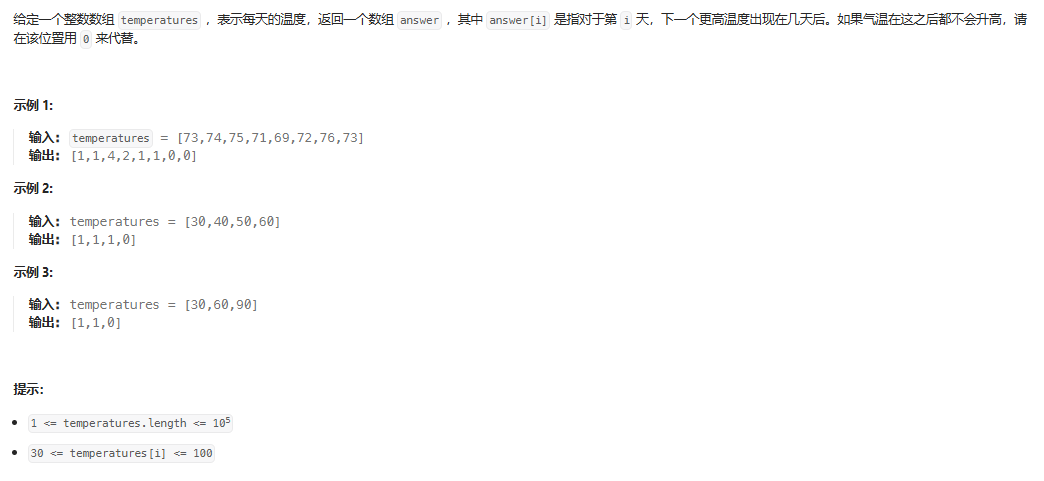 给定一个整数数组 temperatures ，表示每天的温度，返回一个数组 answer ，其中 answer[i] 是指对于第 i 天，下一个更高温度出现在几天后。如果气温在这之后都不会升高，请
在该位置用 0 来代替。
示例 1:
输入: temperatures = [73,74,75,71,69,72,76,73]
输出: [1,1,4,2,1,1,0,0]
示例 2:
输入: temperatures = [30,40,50,60]
输出: [1,1,1,0]
示例 3:
输入: temperatures = [30,60,90]
输出: [1,1,0]
提示：
• 1 <= temperatures.length <= 10⁵
• 30 <= temperatures[i] <= 100